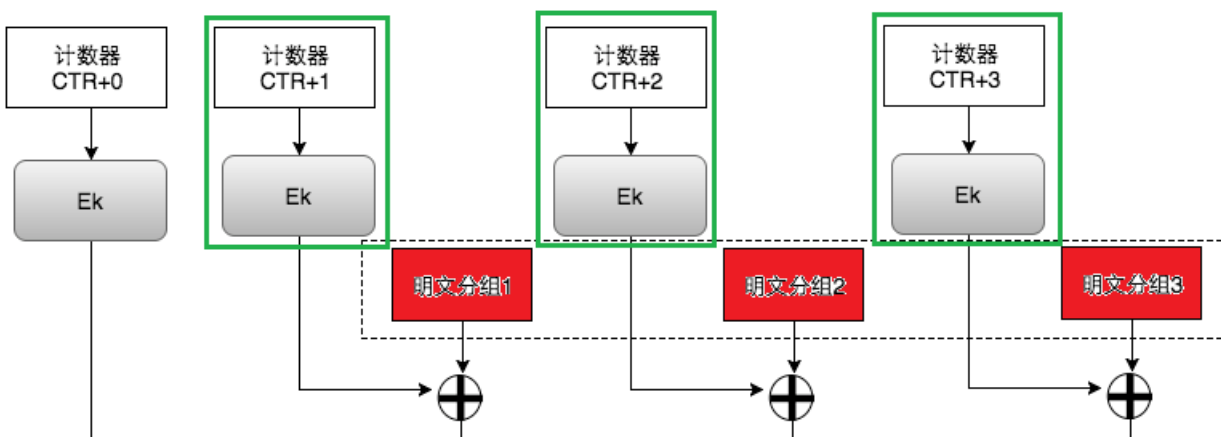 计数器
CTR+0
计数器
CTR+1
计数器
CTR+2
计数器
CTR+3
Ek
Ek
Ek
Ek
明文分组1
明文分组2
明文分组3